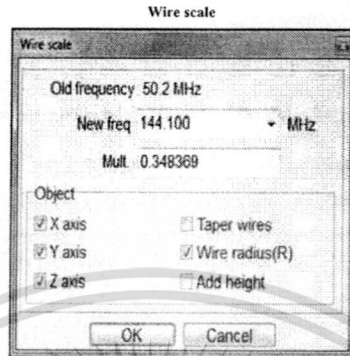 Wire scale
Wire scale
Old frequency 50.2 MHz
New freq 144.100 MHz
Mult. 0.348369
Object
X axis Taper wires
Y axis Wire radius(R)
Z axis Add height
OK Cancel